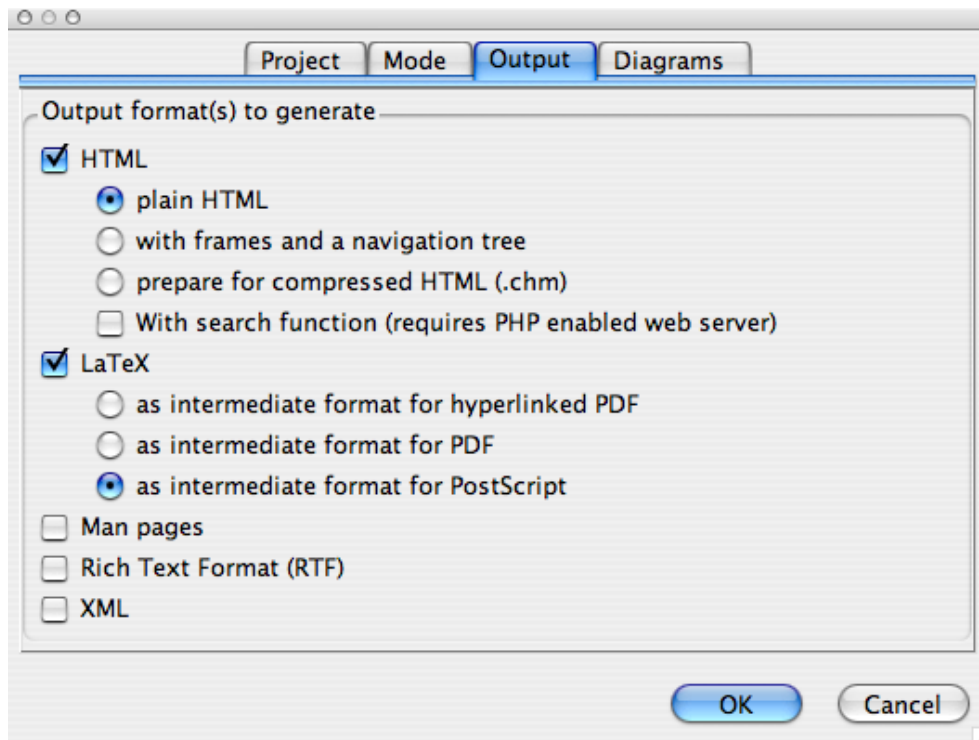 Project Mode Output Diagrams
Output format(s) to generate
HTML
plain HTML
with frames and a navigation tree
prepare for compressed HTML (.chm)
With search function (requires PHP enabled web server)
LaTeX
as intermediate format for hyperlinked PDF
as intermediate format for PDF
as intermediate format for PostScript
Man pages
Rich Text Format (RTF)
XML
OK Cancel